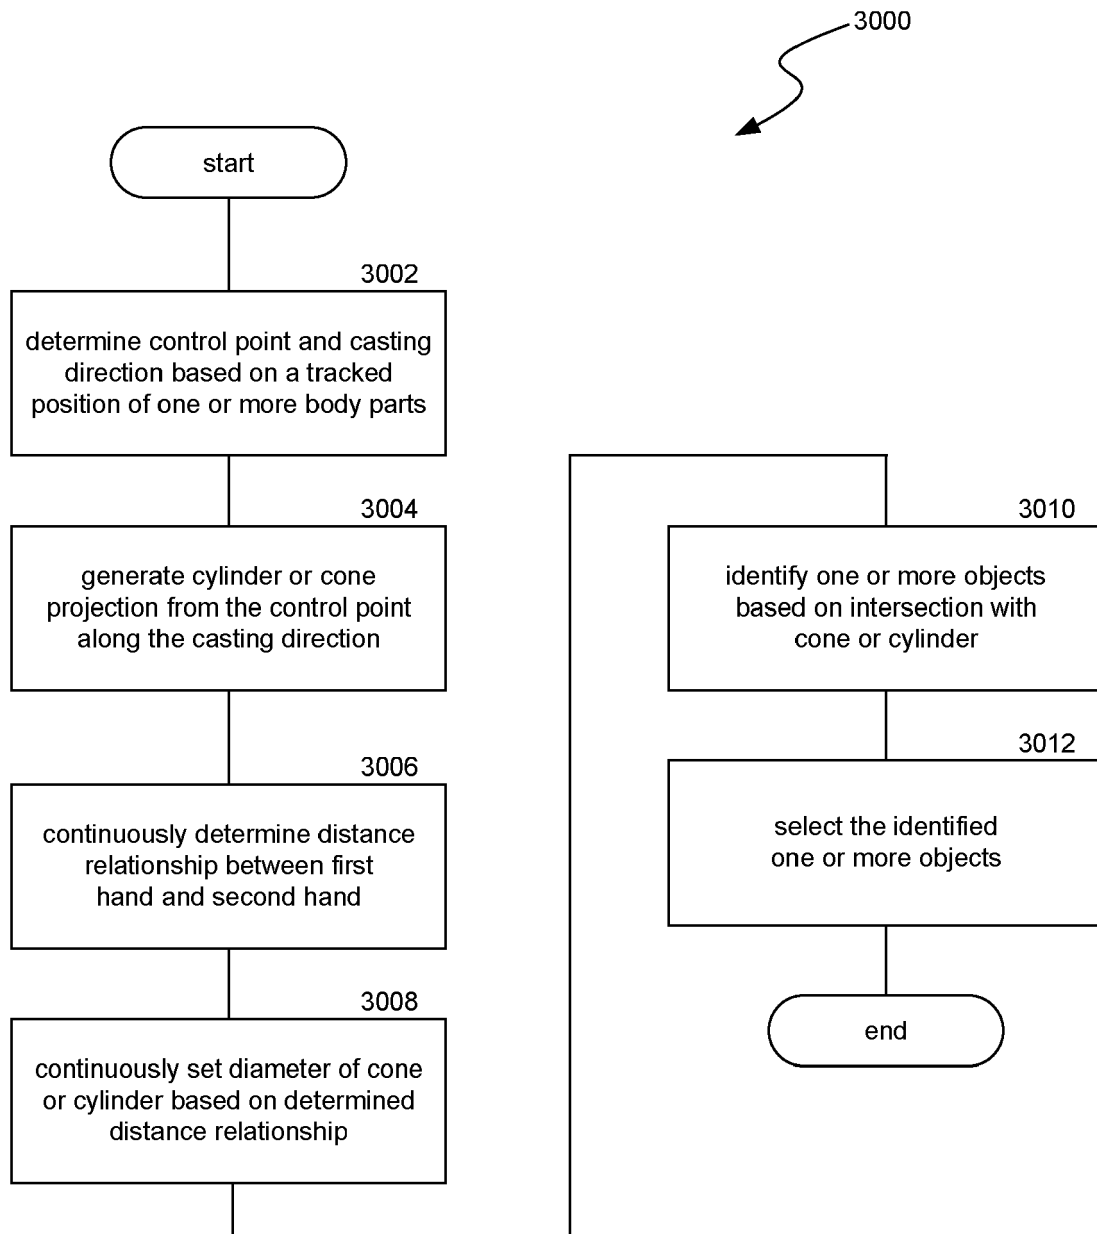 3000
start
3002
determine control point and casting
direction based on a tracked
position of one or more body parts
3004
generate cylinder or cone
projection from the control point
along the casting direction
3006
continuously determine distance
relationship between first
hand and second hand
3008
continuously set diameter of cone
or cylinder based on determined
distance relationship
3010
identify one or more objects
based on intersection with
cone or cylinder
3012
select the identified
one or more objects
end